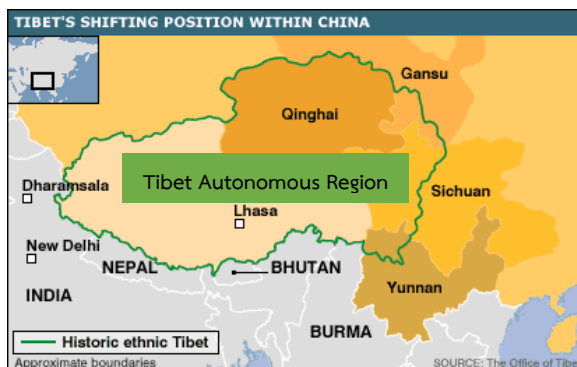 TIBET'S SHIFTING POSITION WITHIN CHINA
Gansu
Qinghai
Tibet Autonomous Region
Dharamsala
Sichuan
Lhasa
New Delhi
NEPAL
BHUTAN
Yunnan
INDIA
BURMA
Historic ethnic Tibet
Approximate boundaries
SOURCE: The Office of Tibe